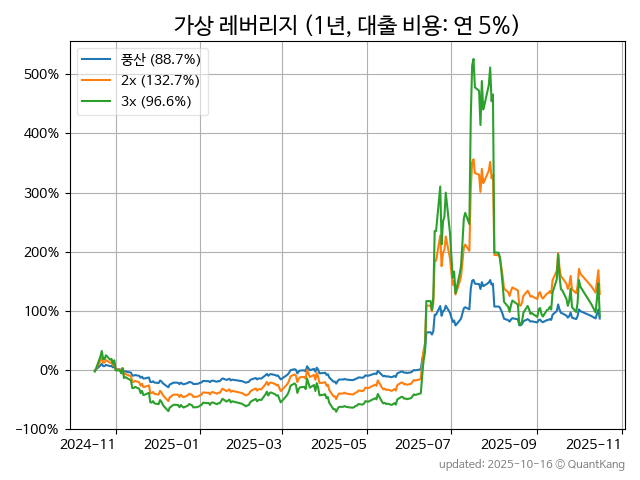 가상 레버리지 (1년, 대출 비용: 연 5%)
풍산 (88.7%)
2x (132.7%)
3x (96.6%)
500%
400%
300%
200%
100%
0%
−100%
2024-11 2025-01 2025-03 2025-05 2025-07 2025-09 2025-11
updated: 2025-10-16 © QuantKang